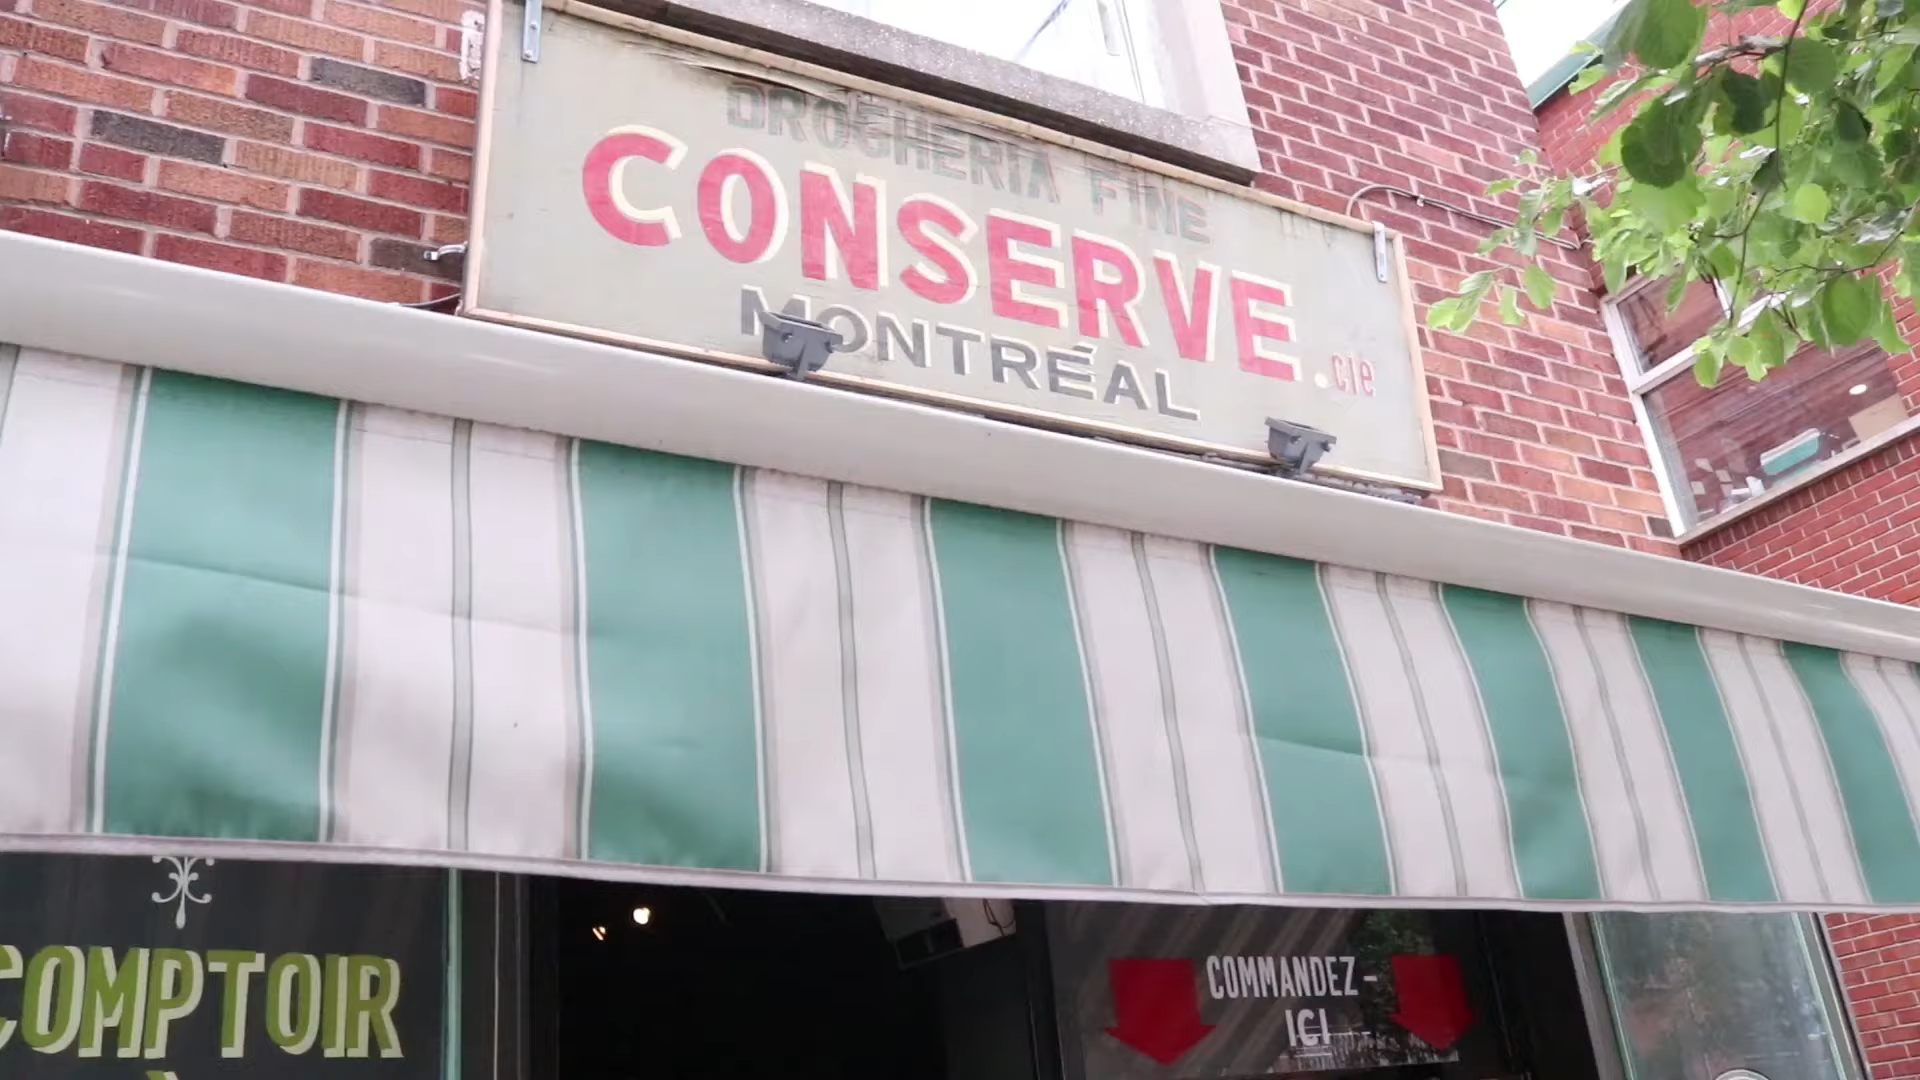 DROGHERIA FINE
CONSERVE.cie
MONTRÉAL
COMPTOIR
COMMANDEZ-
ICI